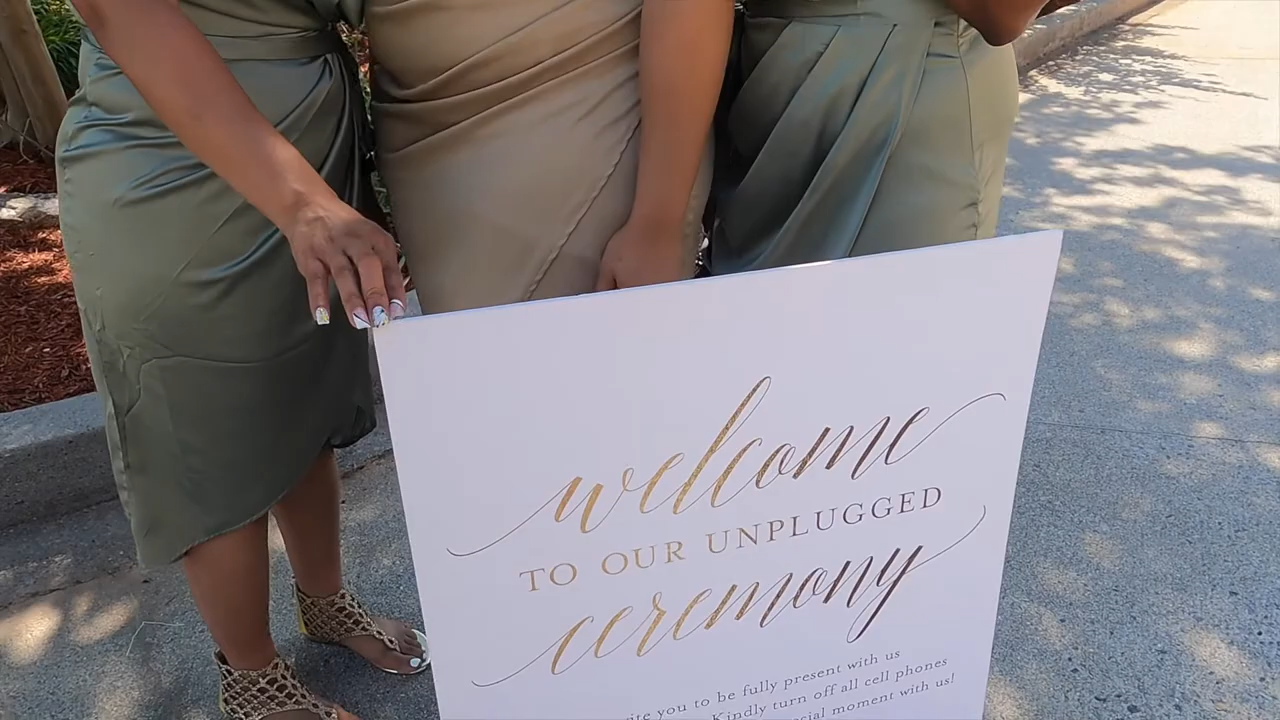 welcome
TO OUR UNPLUGGED
ceremony
you to be fully present with us
Kindly turn off all cell phones
moment with us!